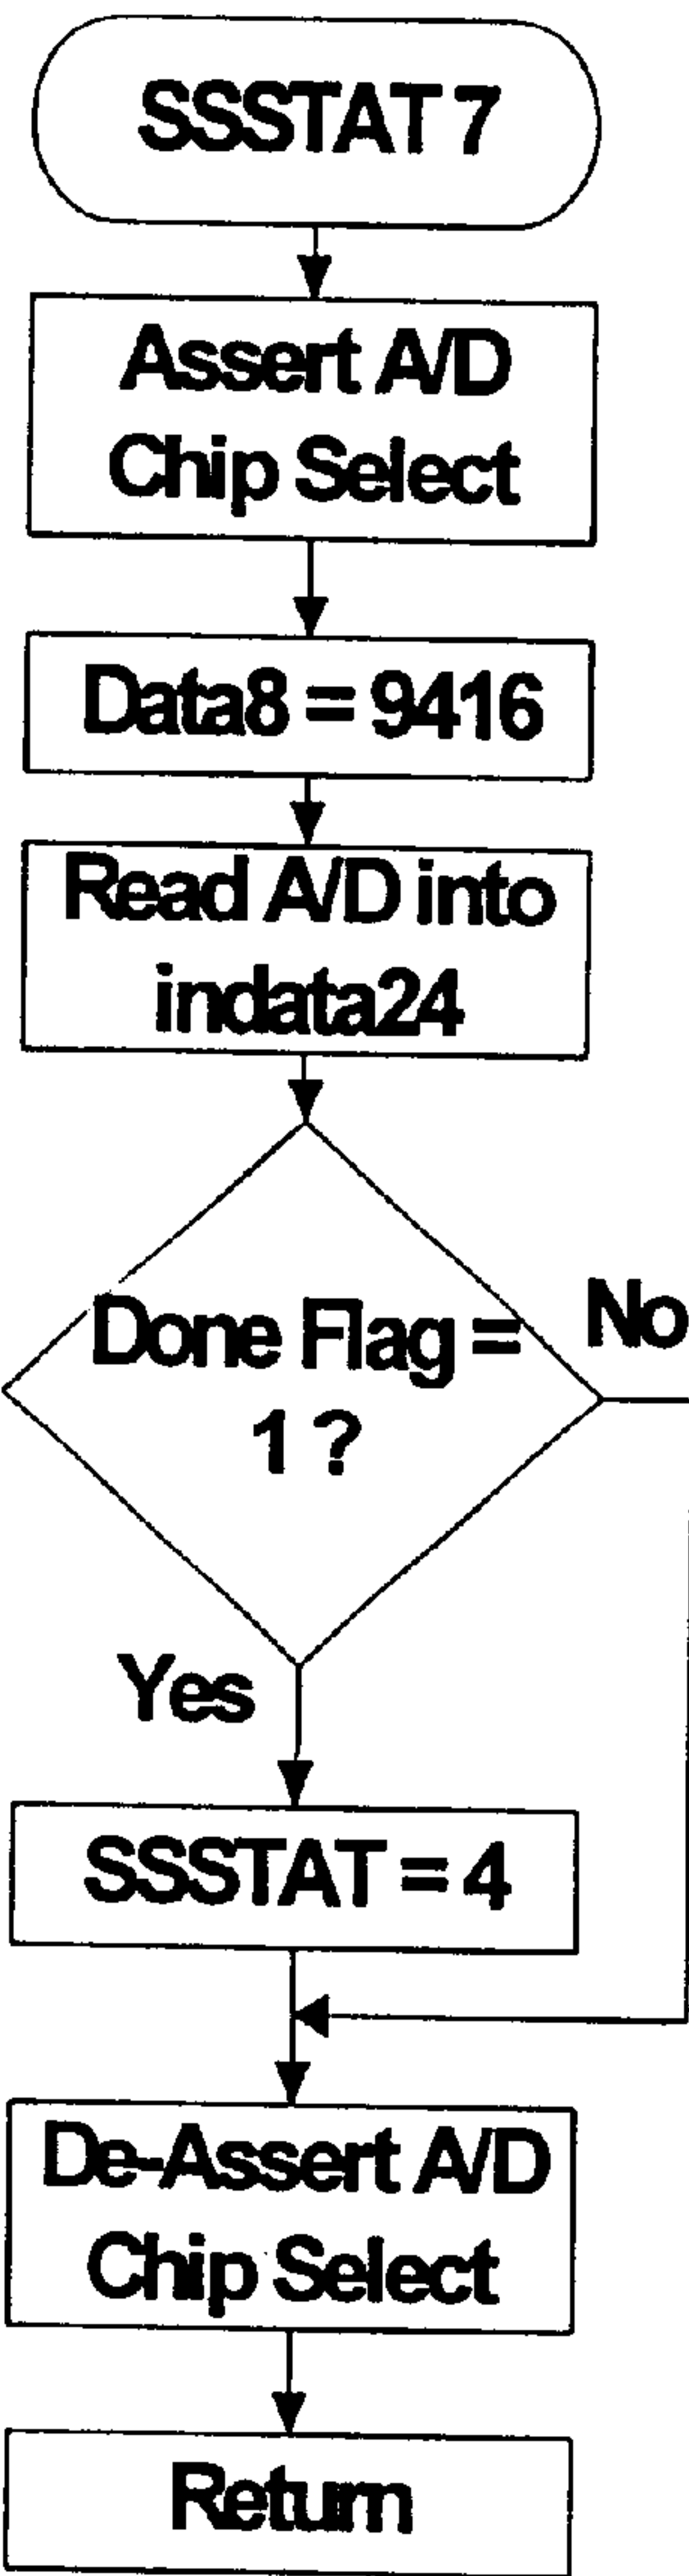 SSSTAT 7
Assert A/D
Chip Select
Data8 = 9416
Read A/D into
indata24
Done Flag =
1 ?
No
Yes
SSSTAT = 4
De-Assert A/D
Chip Select
Return